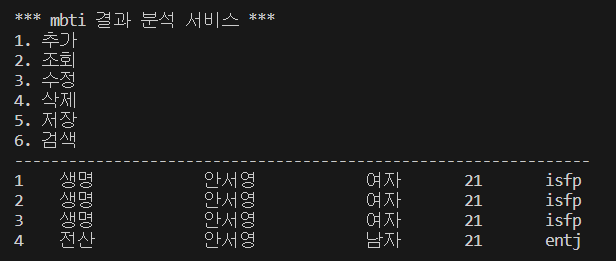 *** mbti 결과 분석 서비스 ***
1. 추가
2. 조회
3. 수정
4. 삭제
5. 저장
6. 검색
----------------------------------------------------------------
1 생명 안서영 여자 21 isfp
2 생명 안서영 여자 21 isfp
3 생명 안서영 여자 21 isfp
4 전산 안서영 남자 21 entj